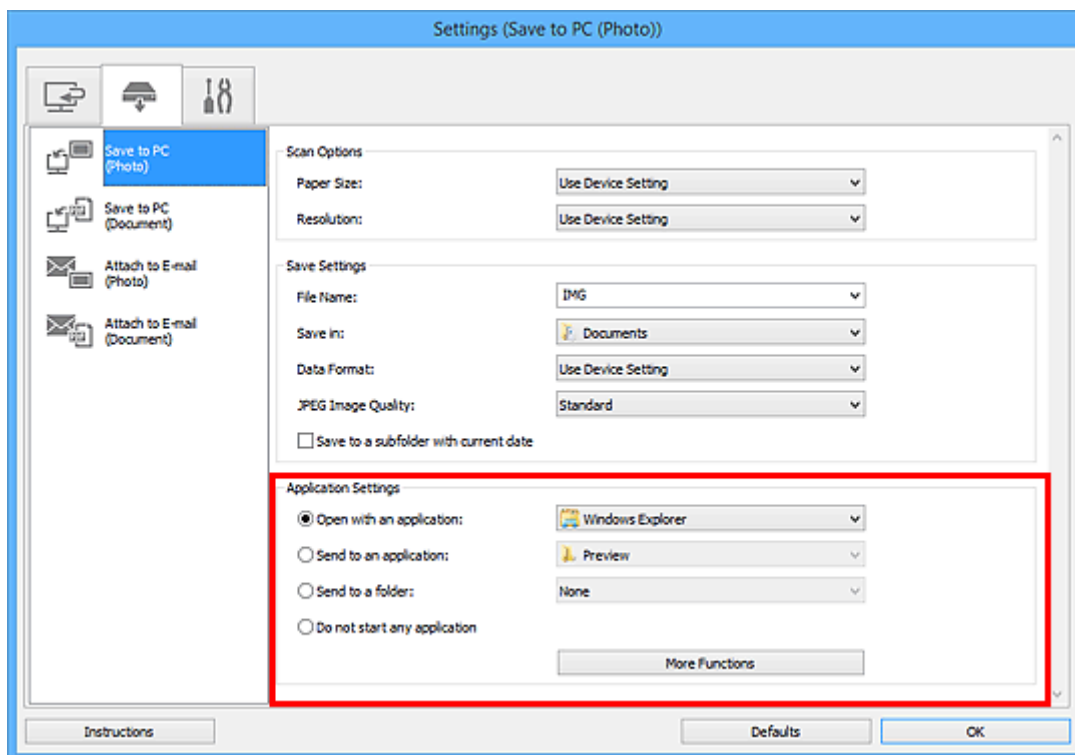 Settings (Save to PC (Photo))
Save to PC
(Photo)
Save to PC
(Document)
Attach to E-mail
(Photo)
Attach to E-mail
(Document)
Scan Options
Paper Size: Use Device Setting
Resolution: Use Device Setting
Save Settings
File Name: IMG
Save in: Documents
Data Format: Use Device Setting
JPEG Image Quality: Standard
Save to a subfolder with current date
Application Settings
Open with an application: Windows Explorer
Send to an application: Preview
Send to a folder: None
Do not start any application
More Functions
Instructions Defaults OK